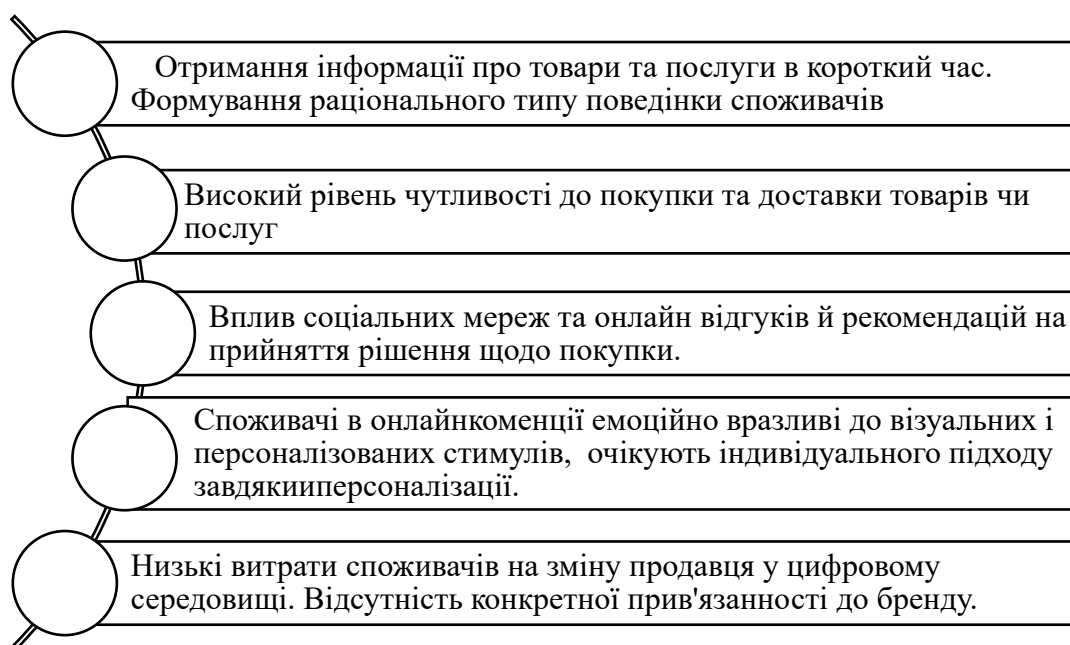 Отримання інформації про товари та послуги в короткий час.
Формування раціонального типу поведінки споживачів
Високий рівень чутливості до покупки та доставки товарів чи
послуг
Вплив соціальних мереж та онлайн відгуків й рекомендацій на
прийняття рішення щодо покупки.
Споживачі в онлайнкоменції емоційно вразливі до візуальних і
персоналізованих стимулів, очікують індивідуального підходу
завдякииперсоналізації.
Низькі витрати споживачів на зміну продавця у цифровому
середовищі. Відсутність конкретної прив'язанності до бренду.